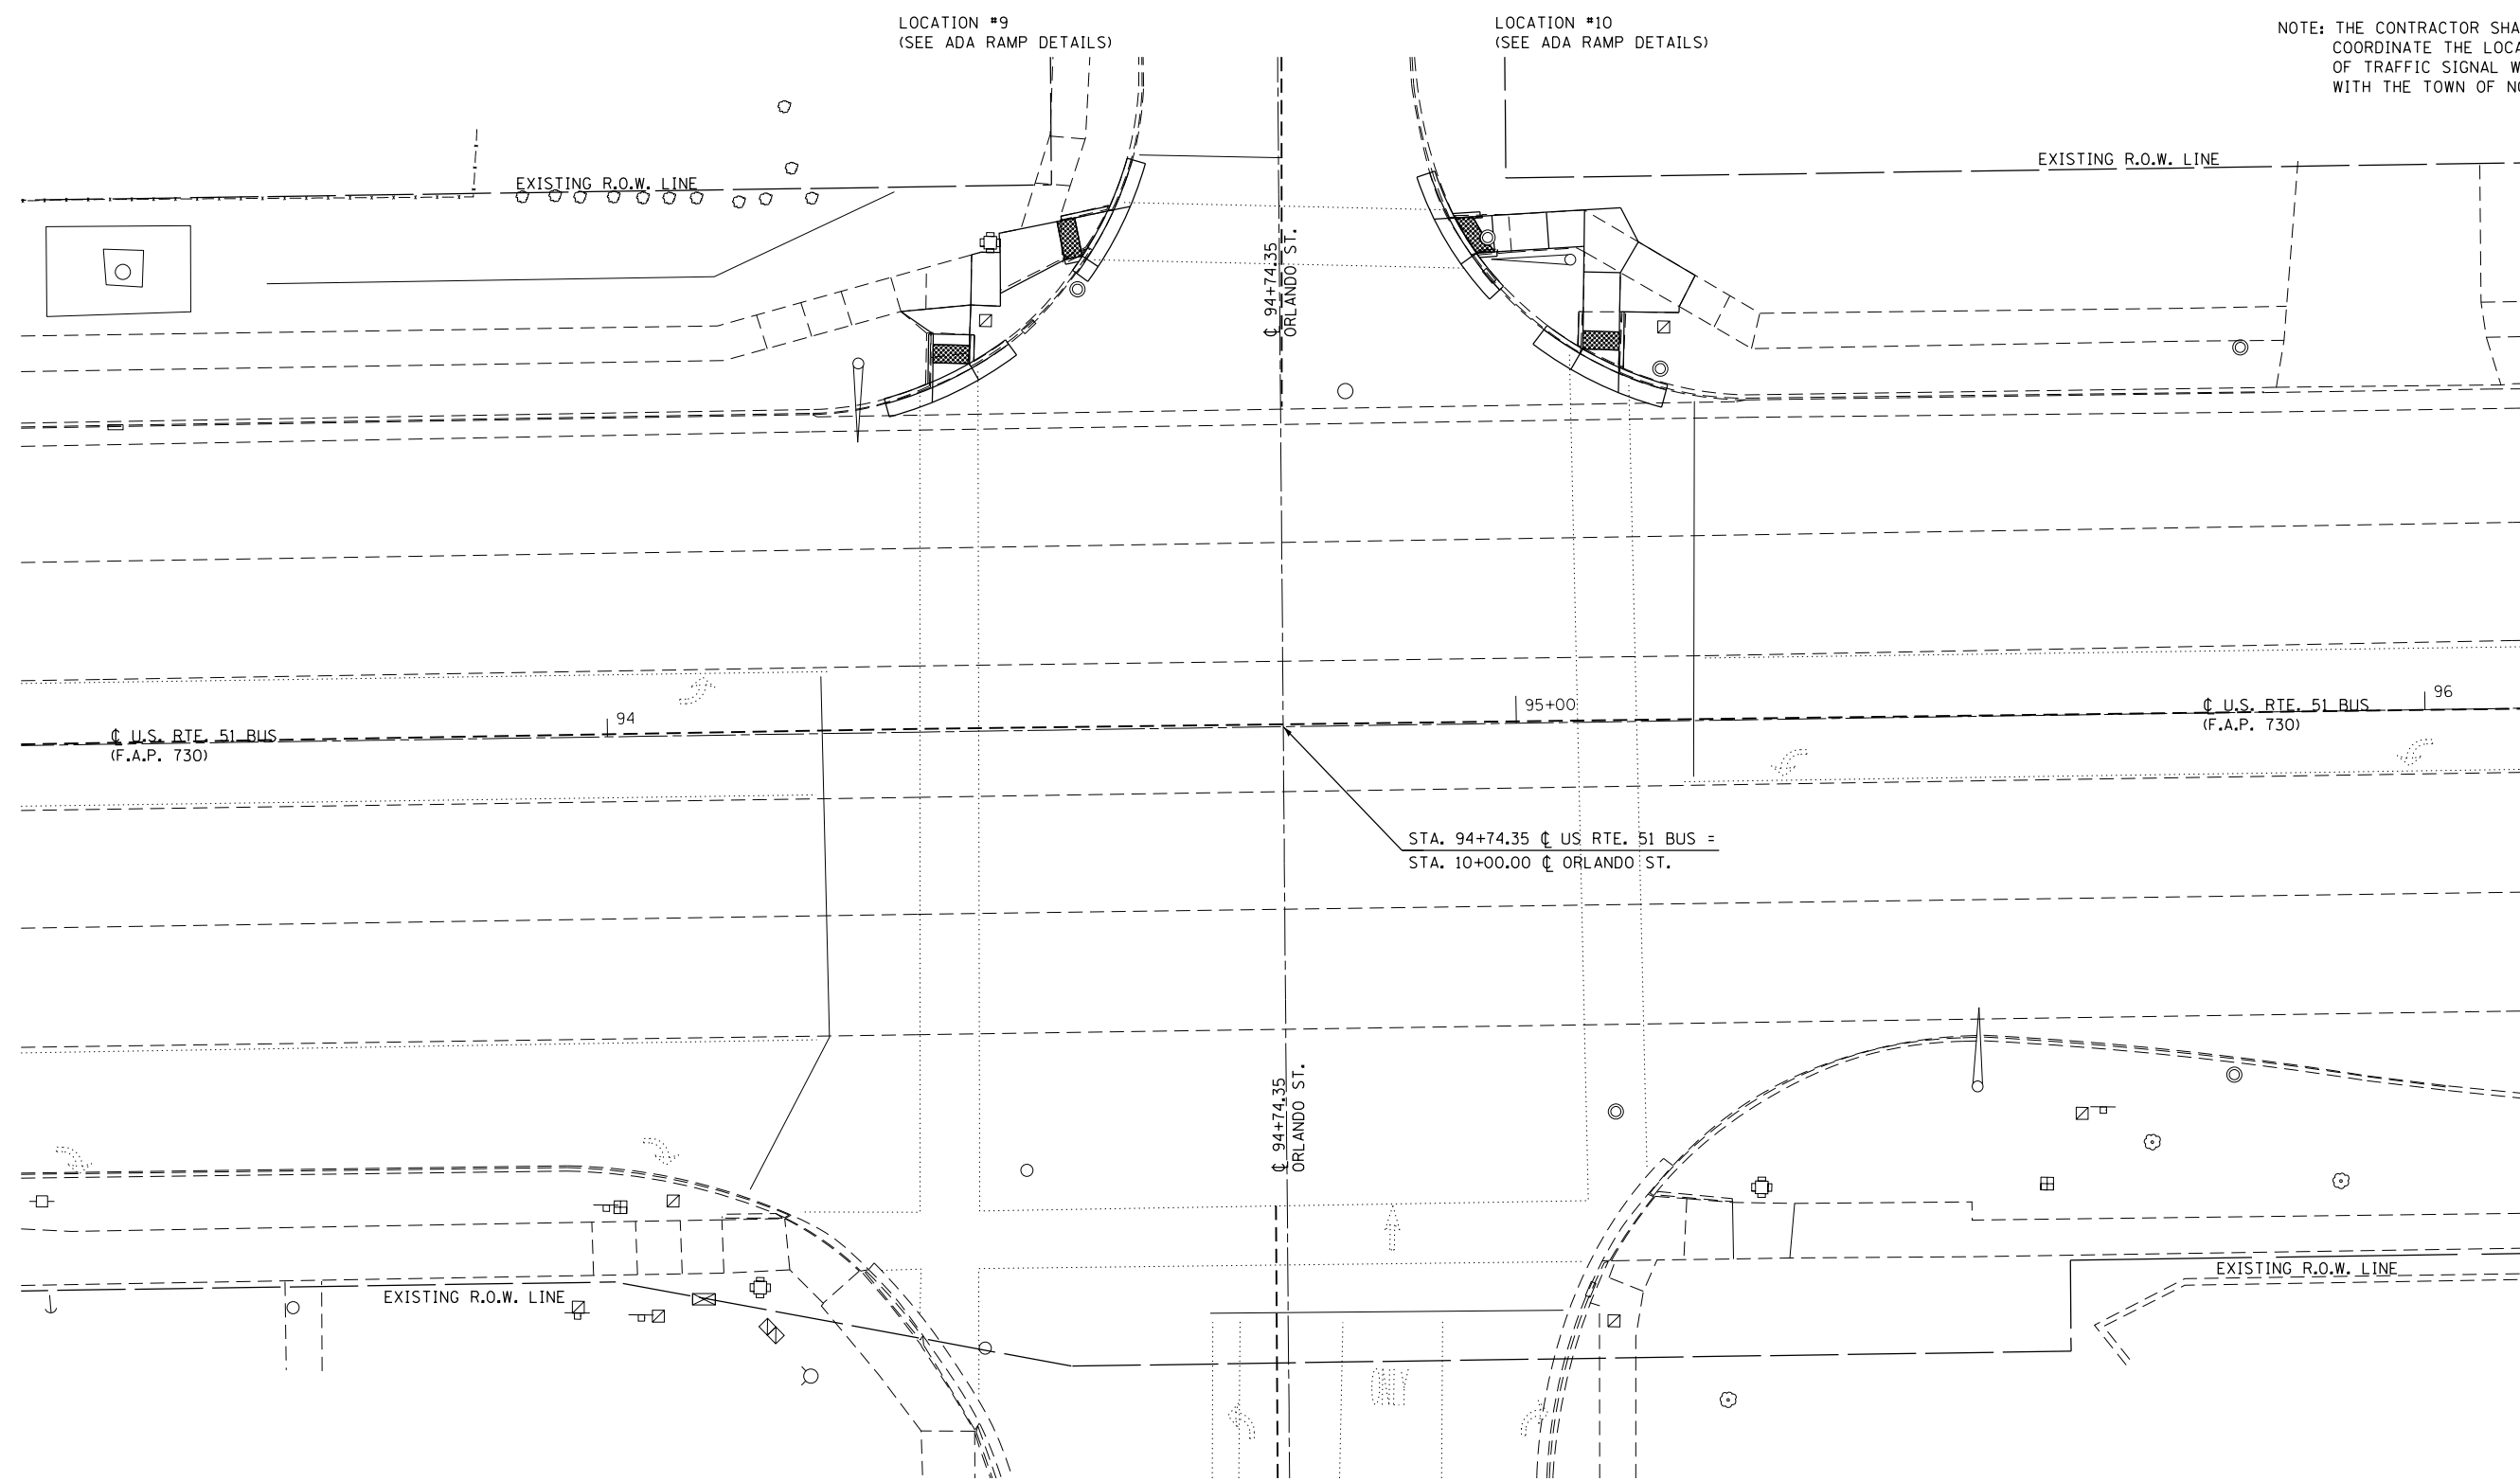 LOCATION #9
(SEE ADA RAMP DETAILS)
LOCATION #10
(SEE ADA RAMP DETAILS)
NOTE: THE CONTRACTOR SHA
COORDINATE THE LOCA
OF TRAFFIC SIGNAL W
WITH THE TOWN OF NO
EXISTING R.O.W. LINE
EXISTING R.O.W. LINE
℄ 94+74.35
ORLANDO ST.
94
95+00
96
℄ U.S. RTE. 51 BUS
(F.A.P. 730)
℄ U.S. RTE. 51 BUS
(F.A.P. 730)
STA. 94+74.35 ℄ US RTE. 51 BUS =
STA. 10+00.00 ℄ ORLANDO ST.
℄ 94+74.35
ORLANDO ST.
EXISTING R.O.W. LINE
EXISTING R.O.W. LINE
ONLY